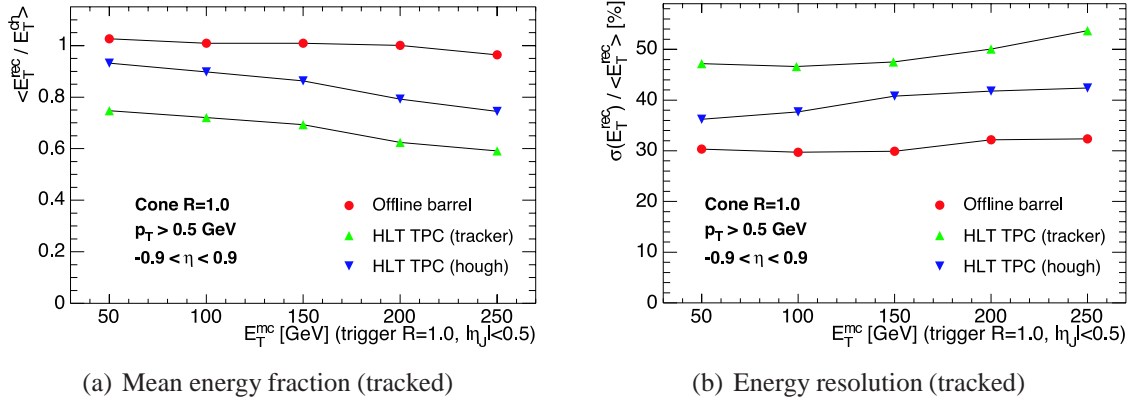 <E_T^rec / E_T^ch>
1
0.8
0.6
0.4
0.2
0
Cone R=1.0
p_T > 0.5 GeV
-0.9 < η < 0.9
Offline barrel
HLT TPC (tracker)
HLT TPC (hough)
50 100 150 200 250
E_T^mc [GeV] (trigger R=1.0, |η_J|<0.5)
(a) Mean energy fraction (tracked)
σ(E_T^rec) / <E_T^rec> [%]
50
40
30
20
10
0
Cone R=1.0
p_T > 0.5 GeV
-0.9 < η < 0.9
Offline barrel
HLT TPC (tracker)
HLT TPC (hough)
50 100 150 200 250
E_T^mc [GeV] (trigger R=1.0, |η_J|<0.5)
(b) Energy resolution (tracked)